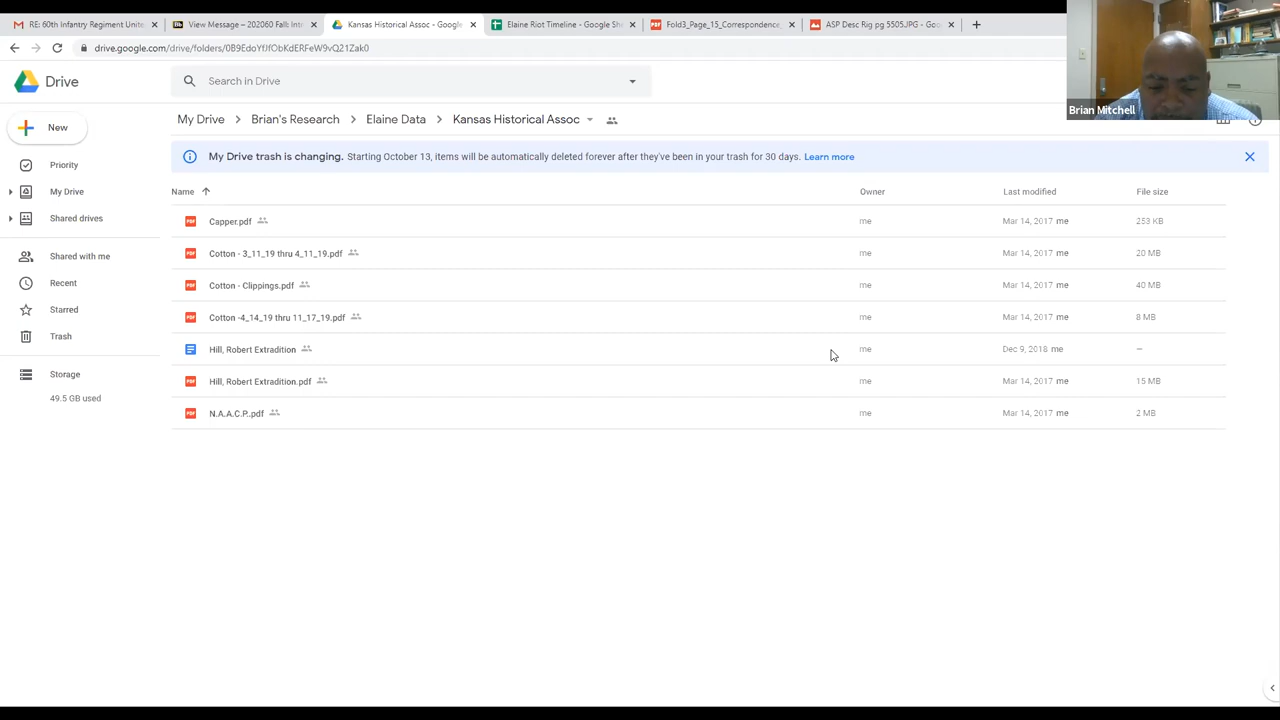 RE: 60th Infantry Regiment Unite
View Message – 202060 Fall: Intr
Kansas Historical Assoc - Google
Elaine Riot Timeline - Google She
Fold3_Page_15_Correspondence_
ASP Desc Rig pg 5505.JPG - Goo
drive.google.com/drive/folders/
Drive
Search in Drive
Brian Mitchell
New
My Drive
Brian's Research
Elaine Data
Kansas Historical Assoc
My Drive trash is changing. Starting October 13, items will be automatically deleted forever after they've been in your trash for 30 days. Learn more
Priority
My Drive
Shared drives
Shared with me
Recent
Starred
Trash
Storage
49.5 GB used
Name Owner Last modified File size
Capper.pdf me Mar 14, 2017 me 253 KB
Cotton - 3_11_19 thru 4_11_19.pdf me Mar 14, 2017 me 20 MB
Cotton - Clippings.pdf me Mar 14, 2017 me 40 MB
Cotton -4_14_19 thru 11_17_19.pdf me Mar 14, 2017 me 8 MB
Hill, Robert Extradition me Dec 9, 2018 me –
Hill, Robert Extradition.pdf me Mar 14, 2017 me 15 MB
N.A.A.C.P..pdf me Mar 14, 2017 me 2 MB